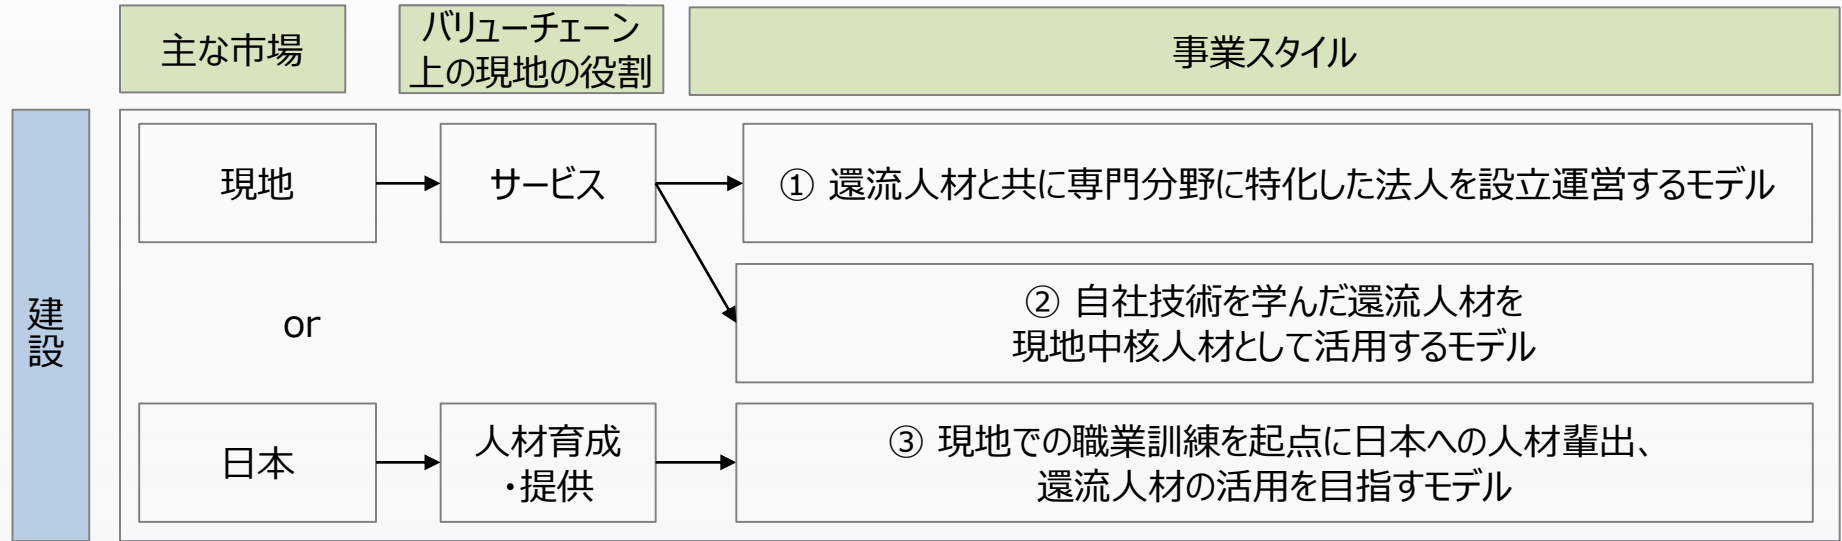 主な市場
バリューチェーン
上の現地の役割
事業スタイル
建設
現地
サービス
① 還流人材と共に専門分野に特化した法人を設立運営するモデル
② 自社技術を学んだ還流人材を
現地中核人材として活用するモデル
or
日本
人材育成
・提供
③ 現地での職業訓練を起点に日本への人材輩出、
還流人材の活用を目指すモデル